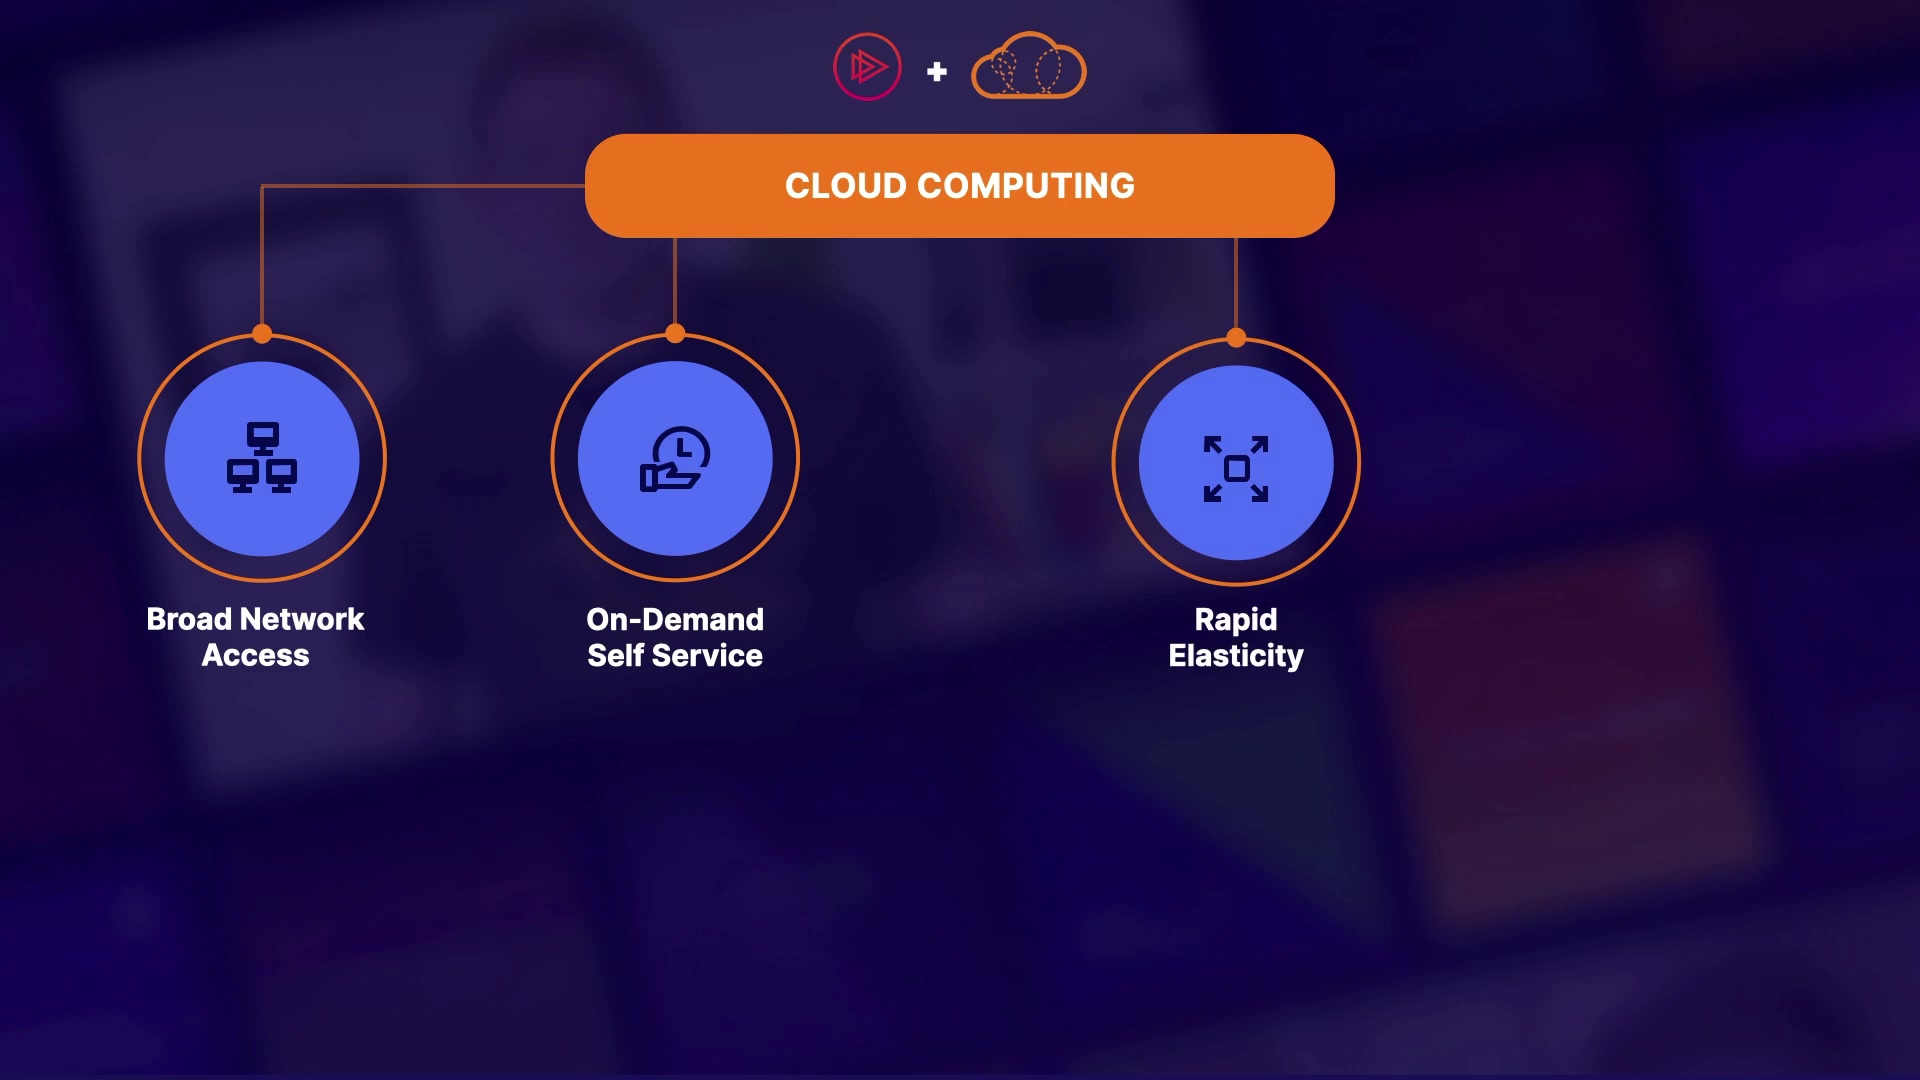 CLOUD COMPUTING
Broad Network
Access
On-Demand
Self Service
Rapid
Elasticity